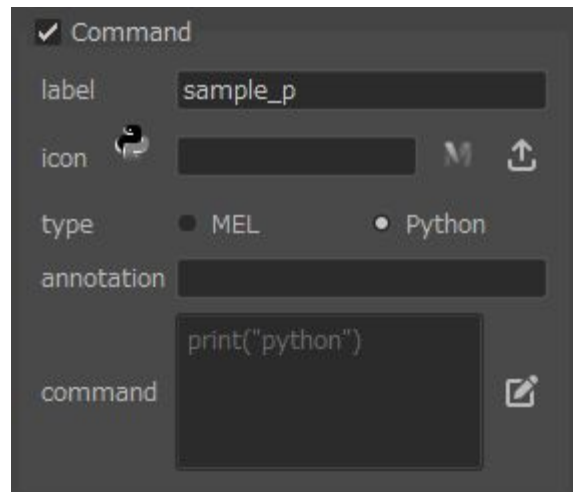 Command
label sample_p
icon
type MEL Python
annotation
print("python")
command